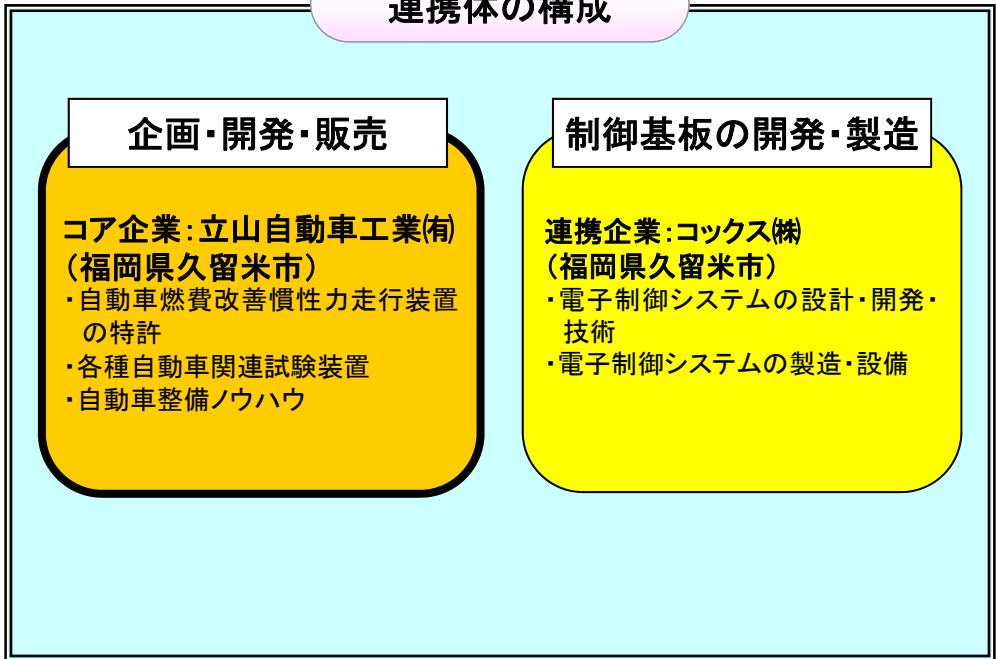 連携体の構成
企画・開発・販売
コア企業：立山自動車工業㈲
（福岡県久留米市）
・自動車燃費改善慣性力走行装置
の特許
・各種自動車関連試験装置
・自動車整備ノウハウ
制御基板の開発・製造
連携企業：コックス㈱
（福岡県久留米市）
・電子制御システムの設計・開発・
技術
・電子制御システムの製造・設備